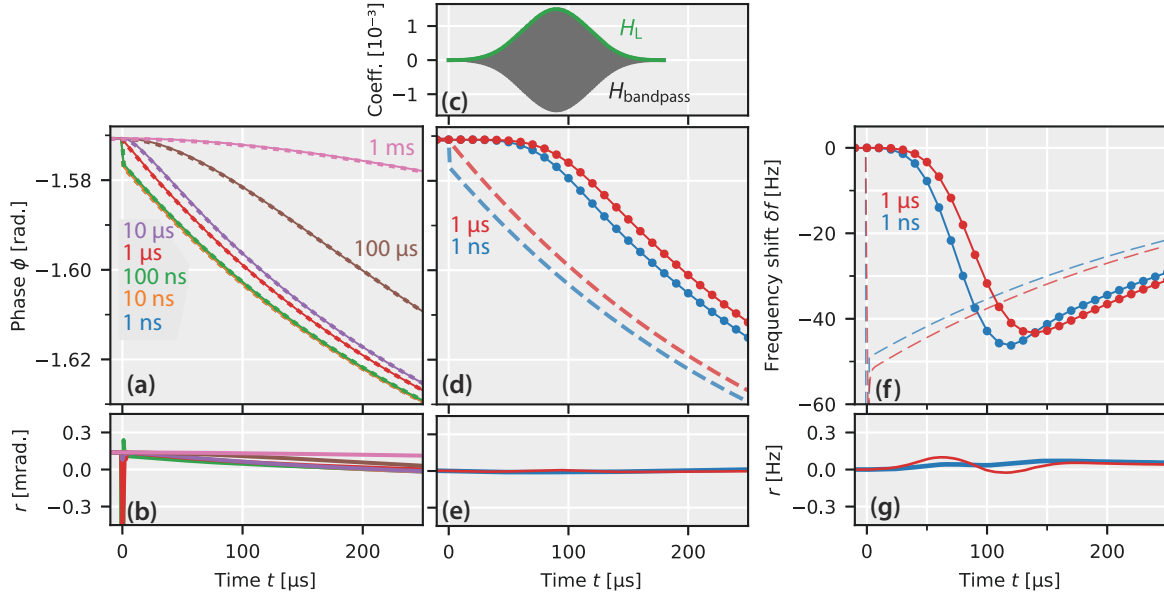 Coeff. [10⁻³]
1
0
−1
H_L
H_bandpass
(c)
Phase ϕ [rad.]
−1.58
−1.60
−1.62
1 ms
100 µs
10 µs
1 µs
100 ns
10 ns
1 ns
(a)
1 µs
1 ns
(d)
Frequency shift δf [Hz]
0
−20
−40
−60
1 µs
1 ns
(f)
r [mrad.]
0.3
0.0
−0.3
(b)
0
100
200
Time t [µs]
(e)
0
100
200
Time t [µs]
r [Hz]
0.3
0.0
−0.3
(g)
0
100
200
Time t [µs]